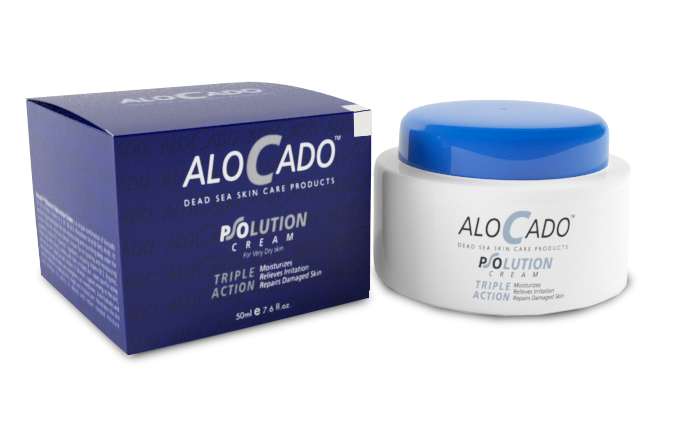 ALOCADO
ALOCADO™
DEAD SEA SKIN CARE PRODUCTS
PSOLUTION
CREAM
For Very Dry skin
TRIPLE ACTION
Moisturizes
Relieves Irritation
Repairs Damaged Skin
50ml e 7 6 fl.oz.
ALOCADO™
DEAD SEA SKIN CARE PRODUCTS
PSOLUTION
CREAM
TRIPLE ACTION
Moisturizes
Relieves Irritation
Repairs Damaged Skin